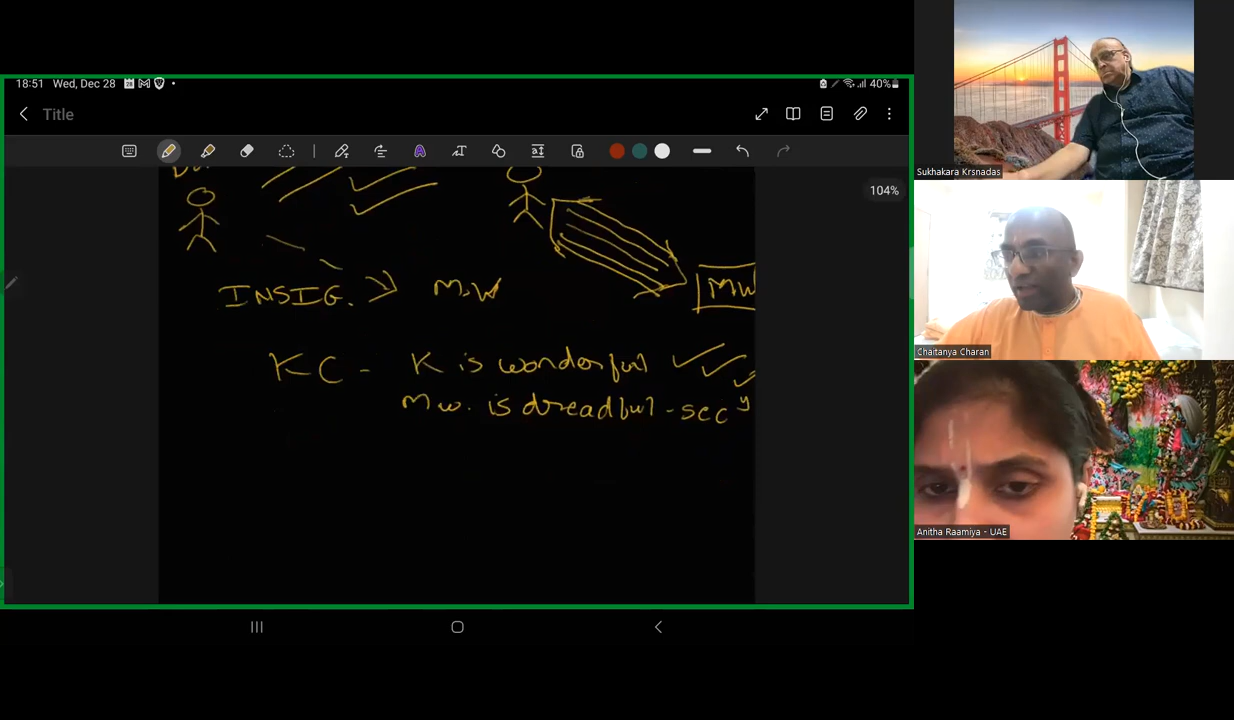 18:51 Wed, Dec 28
40%
Title
104%
INSIG. M.W
MW
KC - K is wonderful
M w. is dreadful - secy
Sukhakara Krsnadas
Chaitanya Charan
Anitha Raamiya - UAE